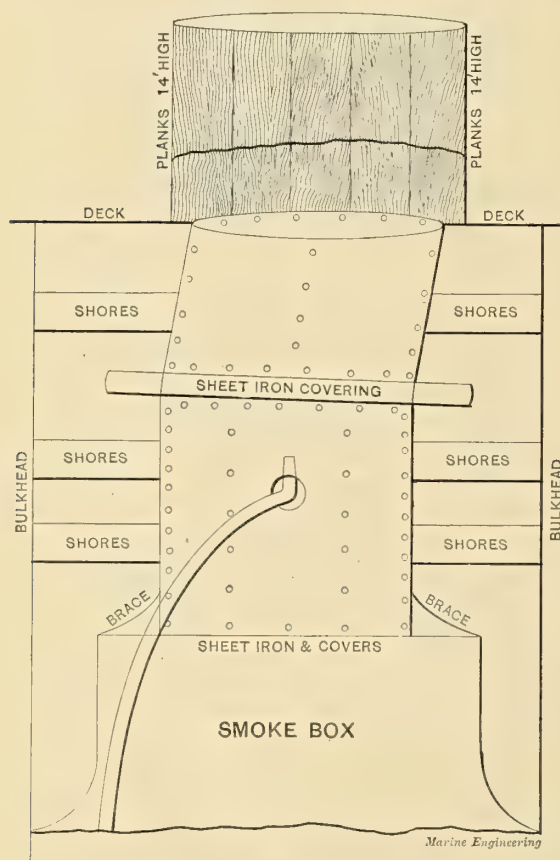 PLANKS 14' HIGH
PLANKS 14' HIGH
DECK
DECK
SHORES
SHORES
SHEET IRON COVERING
SHORES
SHORES
BULKHEAD
BULKHEAD
SHORES
SHORES
BRACE
BRACE
SHEET IRON & COVERS
SMOKE BOX
Marine Engineering